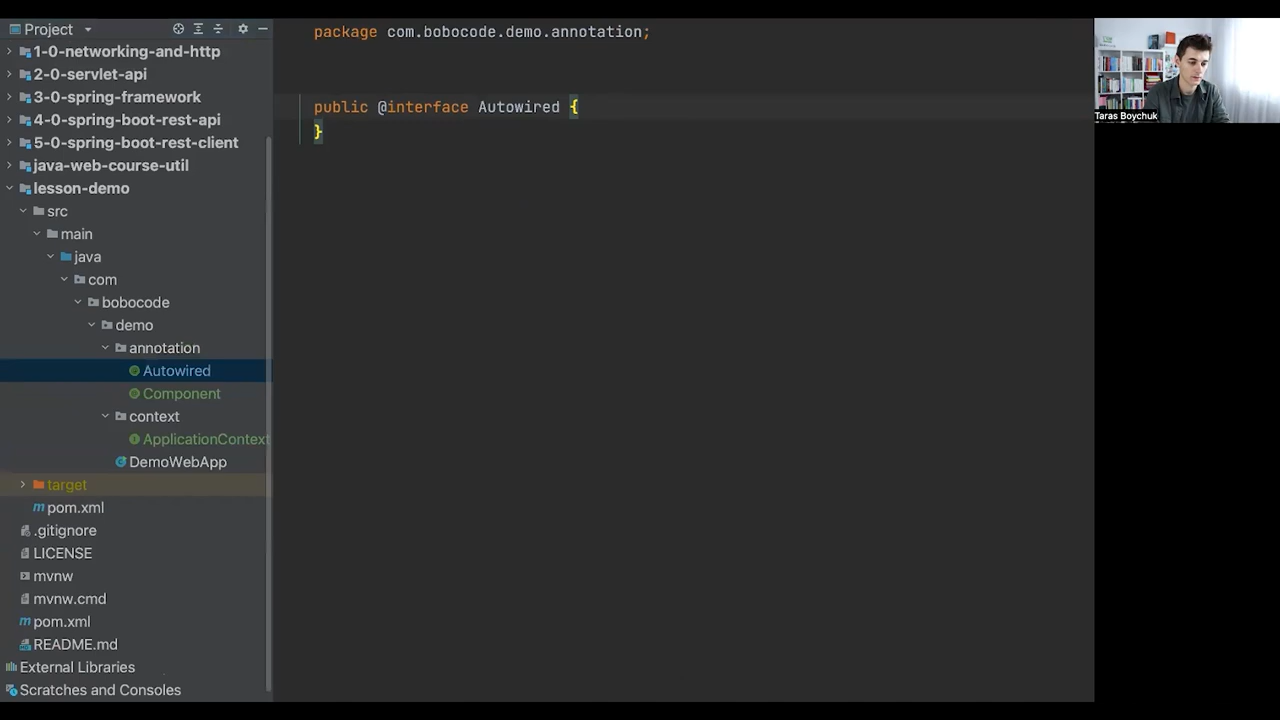 Project
1-0-networking-and-http
2-0-servlet-api
3-0-spring-framework
4-0-spring-boot-rest-api
5-0-spring-boot-rest-client
java-web-course-util
lesson-demo
src
main
java
com
bobocode
demo
annotation
Autowired
Component
context
ApplicationContext
DemoWebApp
target
pom.xml
.gitignore
LICENSE
mvnw
mvnw.cmd
pom.xml
README.md
External Libraries
Scratches and Consoles
package com.bobocode.demo.annotation;
public @interface Autowired {
}
Taras Boychuk